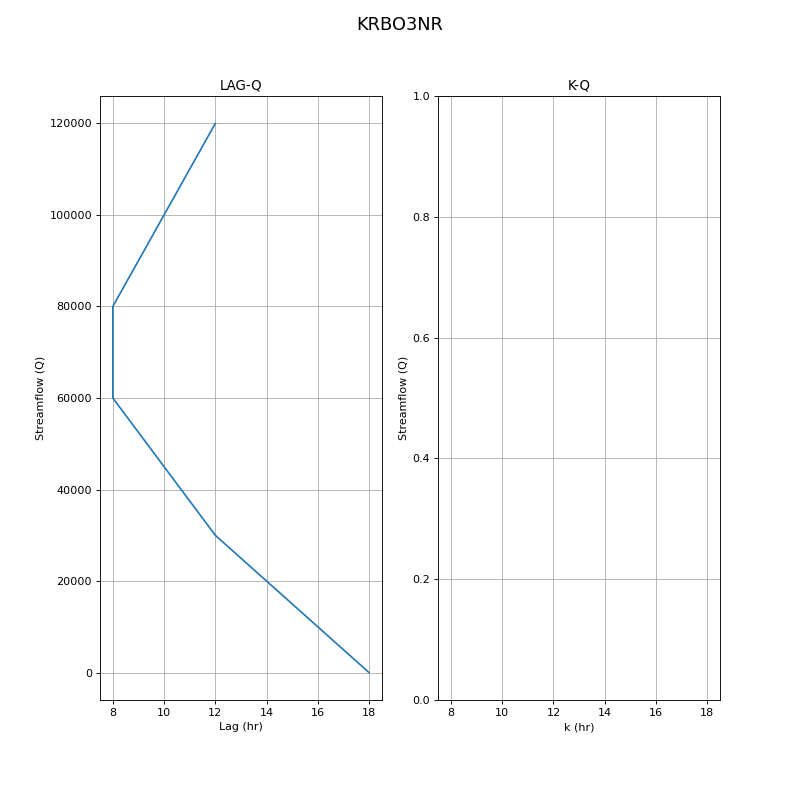 KRBO3NR
LAG-Q
K-Q
120000
100000
80000
60000
40000
20000
0
Streamflow (Q)
8 10 12 14 16 18
Lag (hr)
1.0
0.8
0.6
0.4
0.2
0.0
Streamflow (Q)
8 10 12 14 16 18
k (hr)